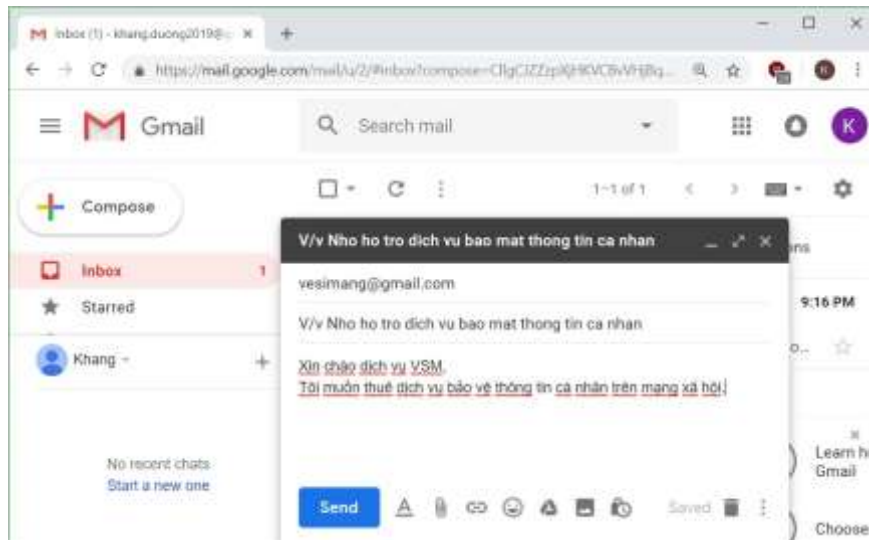 Inbox (1) - khang.duong2019@
https://mail.google.com/mail/u/2/#inbox?compose=
Gmail
Search mail
K
Compose
1–1 of 1
V/v Nho ho tro dich vu bao mat thong tin ca nhan
Inbox
1
vesimang@gmail.com
Starred
9:16 PM
V/v Nho ho tro dich vu bao mat thong tin ca nhan
Khang
Xin chào dịch vụ VSM,
Tôi muốn thuê dịch vụ bảo vệ thông tin cá nhân trên mạng xã hội.
No recent chats
Start a new one
Learn h
Gmail
Send
Saved
Choose